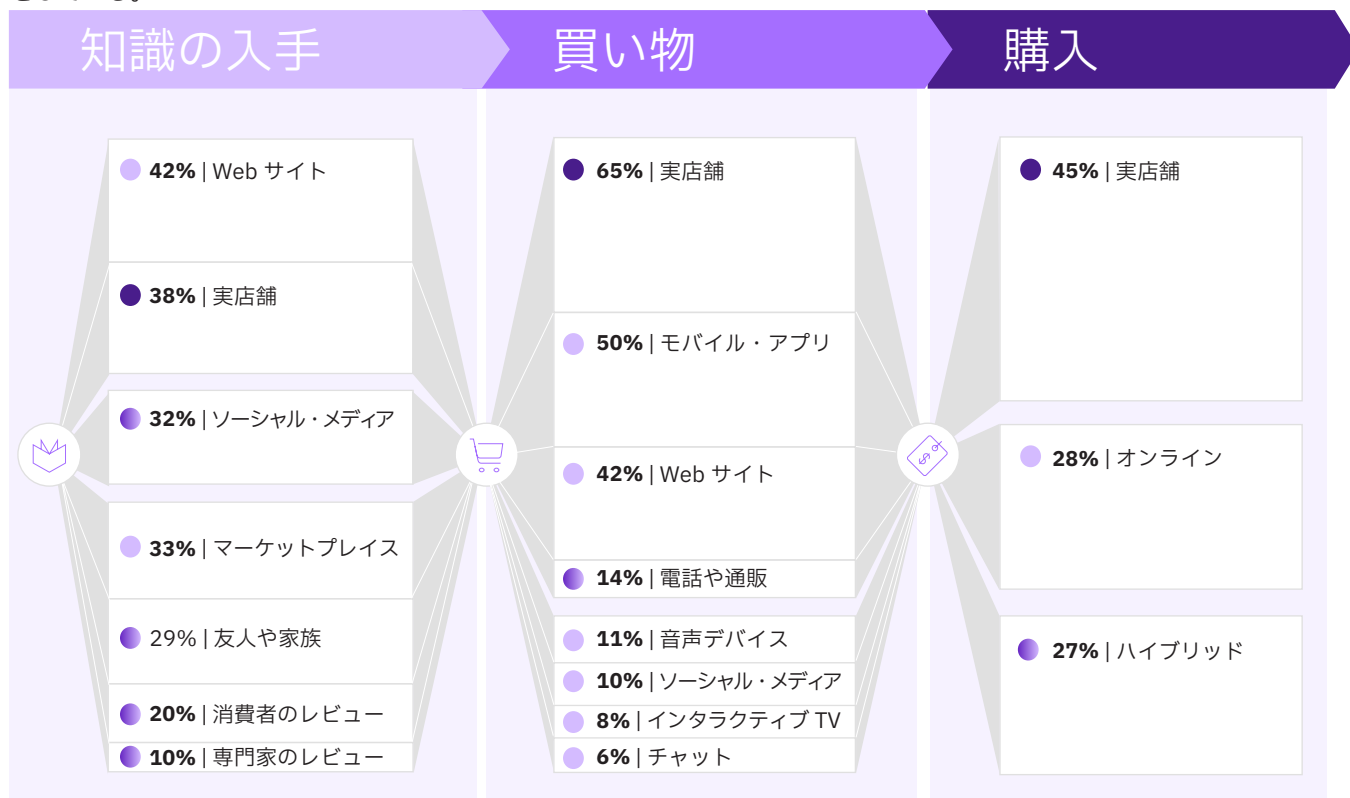 知識の入手
買い物
購入
42% | Web サイト
38% | 実店舗
32% | ソーシャル・メディア
33% | マーケットプレイス
29% | 友人や家族
20% | 消費者のレビュー
10% | 専門家のレビュー
65% | 実店舗
50% | モバイル・アプリ
42% | Web サイト
14% | 電話や通販
11% | 音声デバイス
10% | ソーシャル・メディア
8% | インタラクティブ TV
6% | チャット
45% | 実店舗
28% | オンライン
27% | ハイブリッド
$